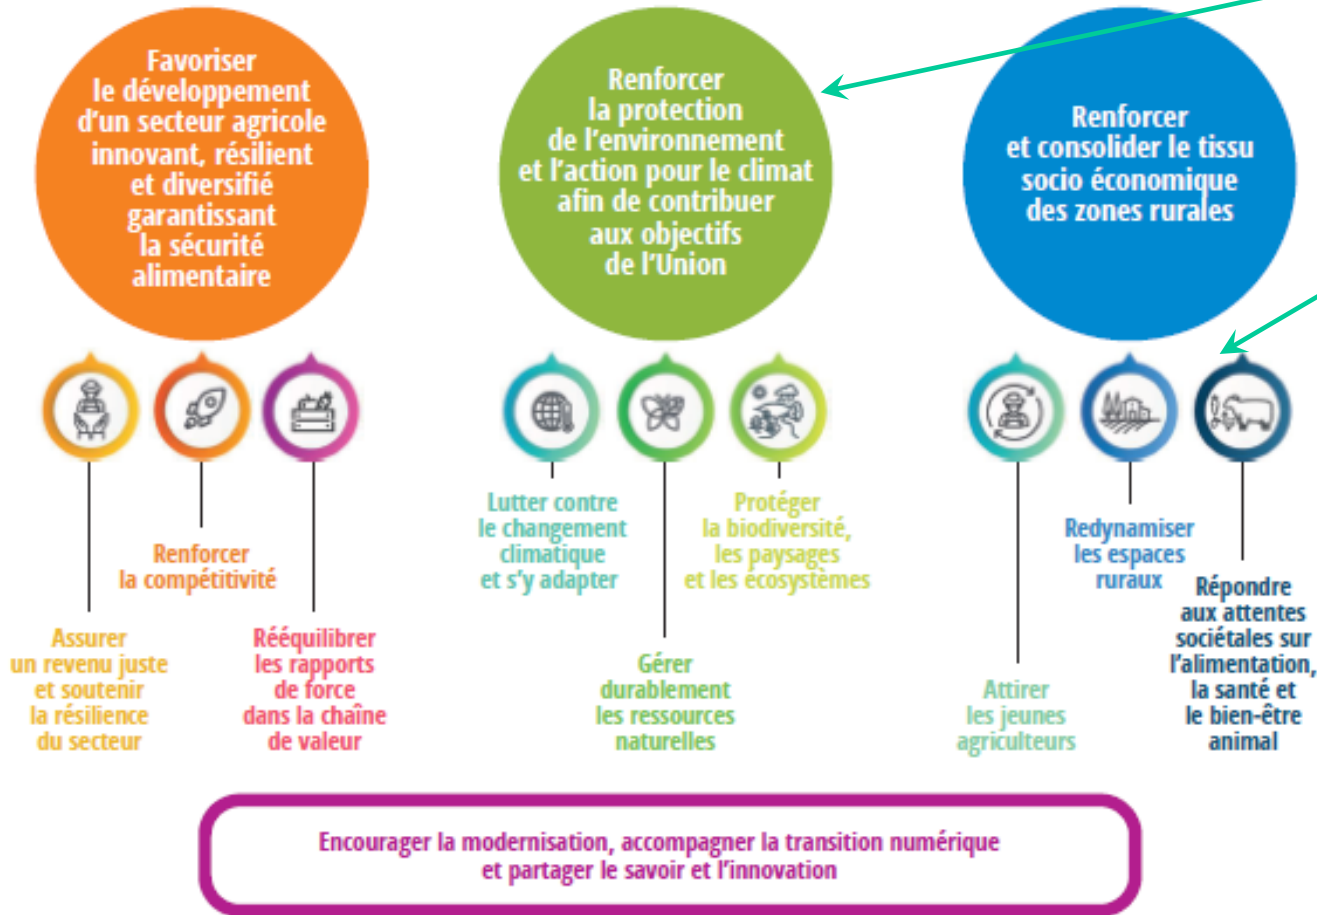 Favoriser
le développement
d'un secteur agricole
innovant, résilient
et diversifié
garantissant
la sécurité
alimentaire
Renforcer
la protection
de l'environnement
et l'action pour le climat
afin de contribuer
aux objectifs
de l'Union
Renforcer
et consolider le tissu
socio économique
des zones rurales
Assurer
un revenu juste
et soutenir
la résilience
du secteur
Renforcer
la compétitivité
Rééquilibrer
les rapports
de force
dans la chaîne
de valeur
Lutter contre
le changement
climatique
et s'y adapter
Gérer
durablement
les ressources
naturelles
Protéger
la biodiversité,
les paysages
et les écosystèmes
Attirer
les jeunes
agriculteurs
Redynamiser
les espaces
ruraux
Répondre
aux attentes
sociétales sur
l'alimentation,
la santé et
le bien-être
animal
Encourager la modernisation, accompagner la transition numérique
et partager le savoir et l'innovation